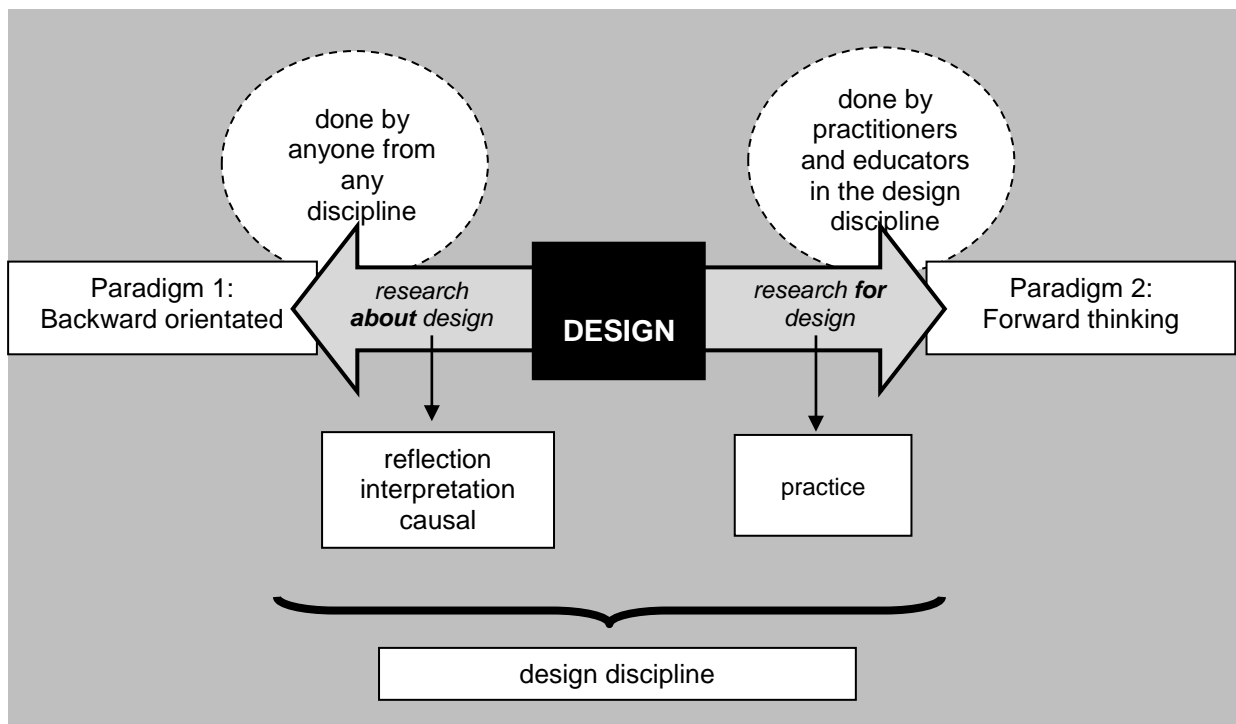 done by
anyone from
any
discipline
done by
practitioners
and educators
in the design
discipline
Paradigm 1:
Backward orientated
research
about design
DESIGN
research for
design
Paradigm 2:
Forward thinking
reflection
interpretation
causal
practice
design discipline